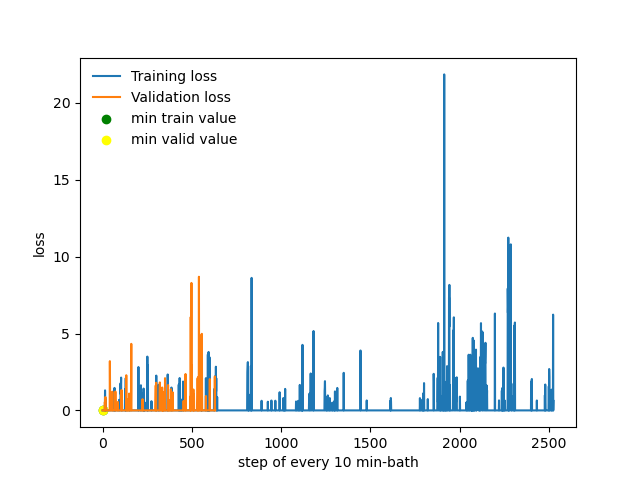 Training loss
Validation loss
min train value
min valid value
20
15
10
5
0
loss
0 500 1000 1500 2000 2500
step of every 10 min-bath